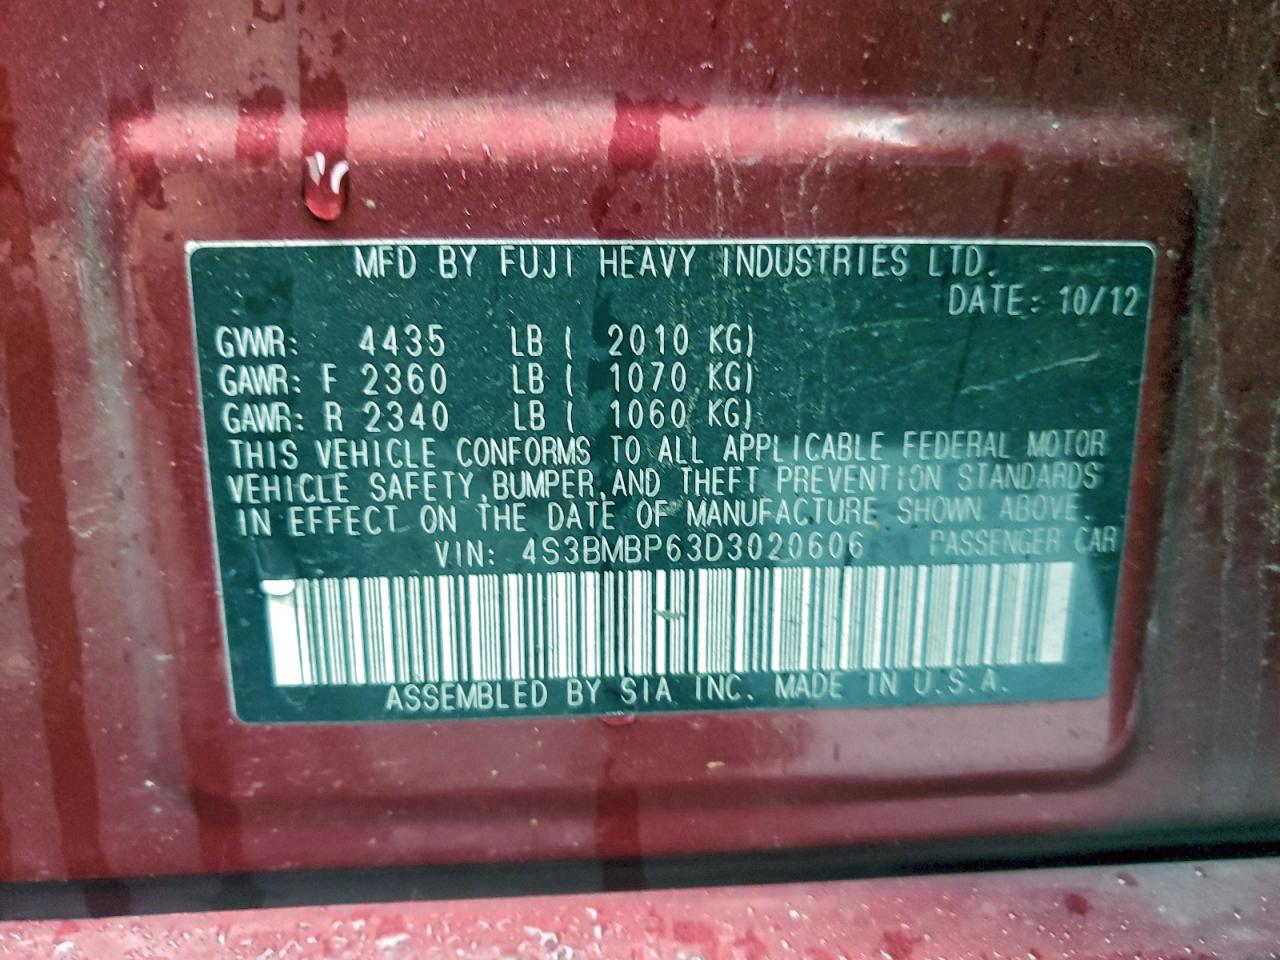 MFD BY FUJI HEAVY INDUSTRIES LTD.
DATE: 10/12
GVWR: 4435 LB ( 2010 KG)
GAWR: F 2360 LB ( 1070 KG)
GAWR: R 2340 LB ( 1060 KG)
THIS VEHICLE CONFORMS TO ALL APPLICABLE FEDERAL MOTOR
VEHICLE SAFETY, BUMPER, AND THEFT PREVENTION STANDARDS
IN EFFECT ON THE DATE OF MANUFACTURE SHOWN ABOVE.
VIN: 4S3BMBP63D3020606 PASSENGER CAR
ASSEMBLED BY SIA INC. MADE IN U.S.A.